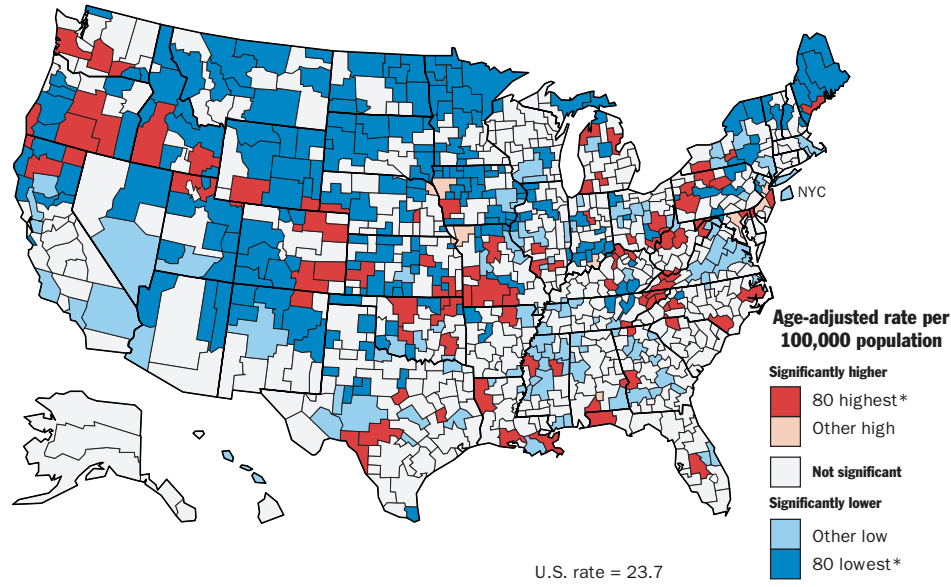 NYC
Age-adjusted rate per
100,000 population
Significantly higher
80 highest*
Other high
Not significant
Significantly lower
Other low
80 lowest*
U.S. rate = 23.7